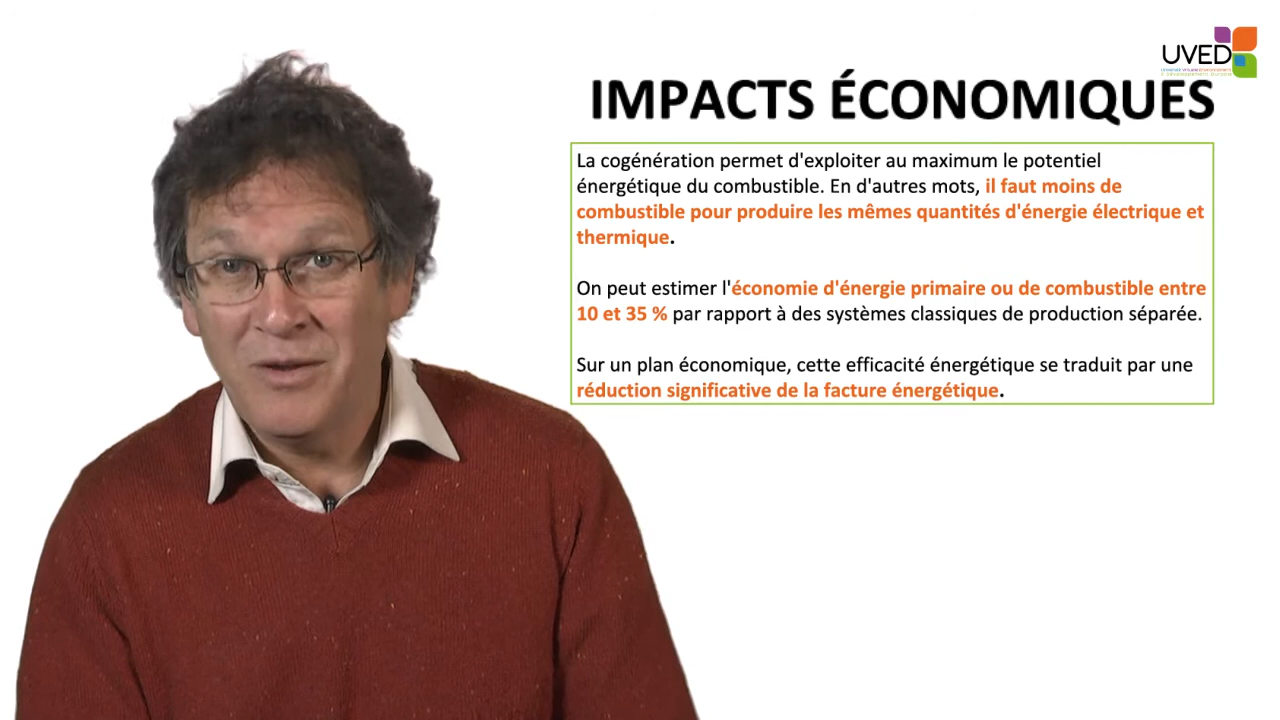 UVED
IMPACTS ÉCONOMIQUES
La cogénération permet d'exploiter au maximum le potentiel
énergétique du combustible. En d'autres mots, il faut moins de
combustible pour produire les mêmes quantités d'énergie électrique et
thermique.
On peut estimer l'économie d'énergie primaire ou de combustible entre
10 et 35 % par rapport à des systèmes classiques de production séparée.
Sur un plan économique, cette efficacité énergétique se traduit par une
réduction significative de la facture énergétique.